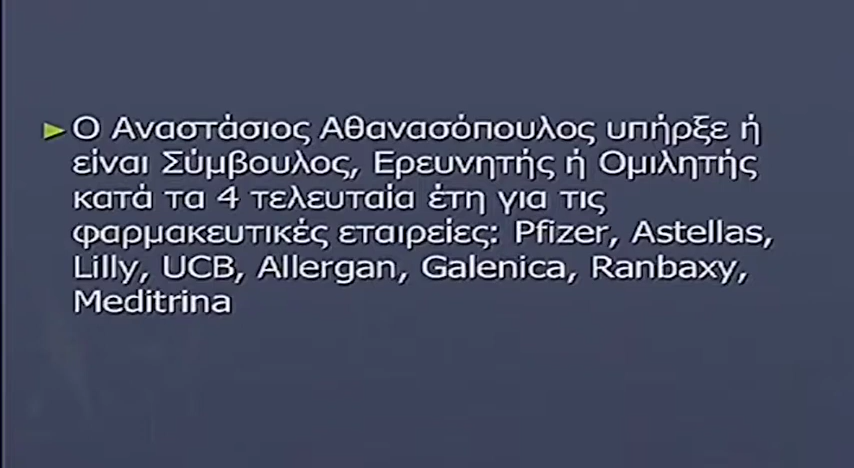 Ο Αναστάσιος Αθανασόπουλος υπήρξε ή
είναι Σύμβουλος, Ερευνητής ή Ομιλητής
κατά τα 4 τελευταία έτη για τις
φαρμακευτικές εταιρείες: Pfizer, Astellas,
Lilly, UCB, Allergan, Galenica, Ranbaxy,
Meditrina